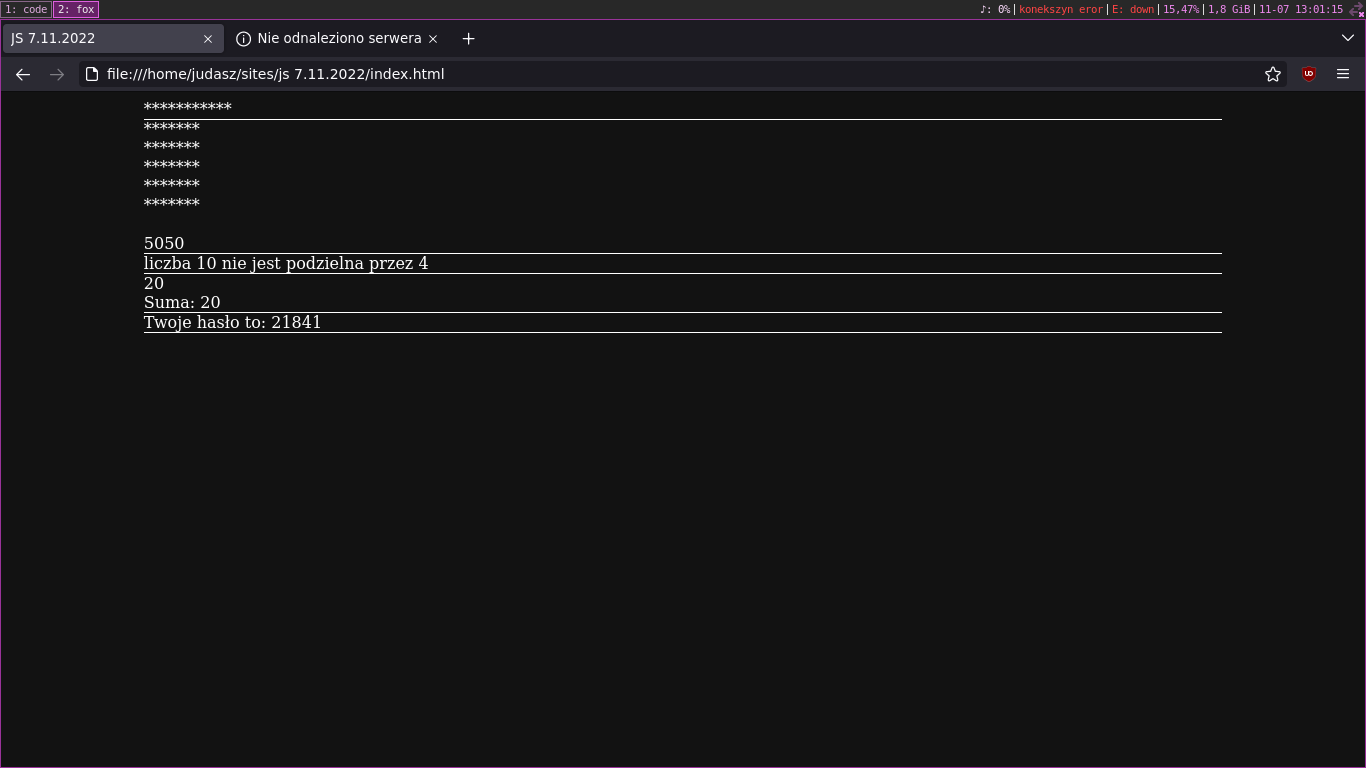 1: code 2: fox ♪: 0%|konekszyn eror|E: down|15,47%|1,8 GiB|11-07 13:01:15
JS 7.11.2022 Nie odnaleziono serwera
file:///home/judasz/sites/js 7.11.2022/index.html
***********
*******
*******
*******
*******
*******
5050
liczba 10 nie jest podzielna przez 4
20
Suma: 20
Twoje hasło to: 21841